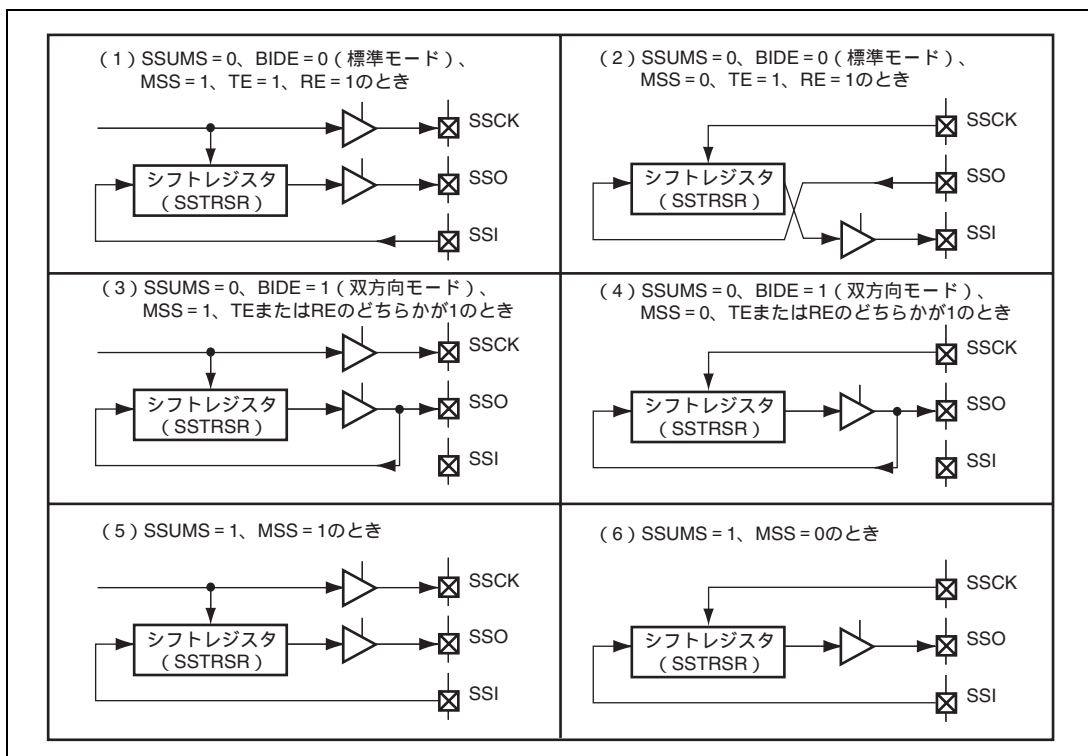 （1）SSUMS＝0、BIDE＝0（標準モード）、
MSS＝1、TE＝1、RE＝1のとき
SSCK
シフトレジスタ
（SSTRSR）
SSO
SSI
（2）SSUMS＝0、BIDE＝0（標準モード）、
MSS＝0、TE＝1、RE＝1のとき
SSCK
シフトレジスタ
（SSTRSR）
SSO
SSI
（3）SSUMS＝0、BIDE＝1（双方向モード）、
MSS＝1、TEまたはREのどちらかが1のとき
SSCK
シフトレジスタ
（SSTRSR）
SSO
SSI
（4）SSUMS＝0、BIDE＝1（双方向モード）、
MSS＝0、TEまたはREのどちらかが1のとき
SSCK
シフトレジスタ
（SSTRSR）
SSO
SSI
（5）SSUMS＝1、MSS＝1のとき
SSCK
シフトレジスタ
（SSTRSR）
SSO
SSI
（6）SSUMS＝1、MSS＝0のとき
SSCK
シフトレジスタ
（SSTRSR）
SSO
SSI